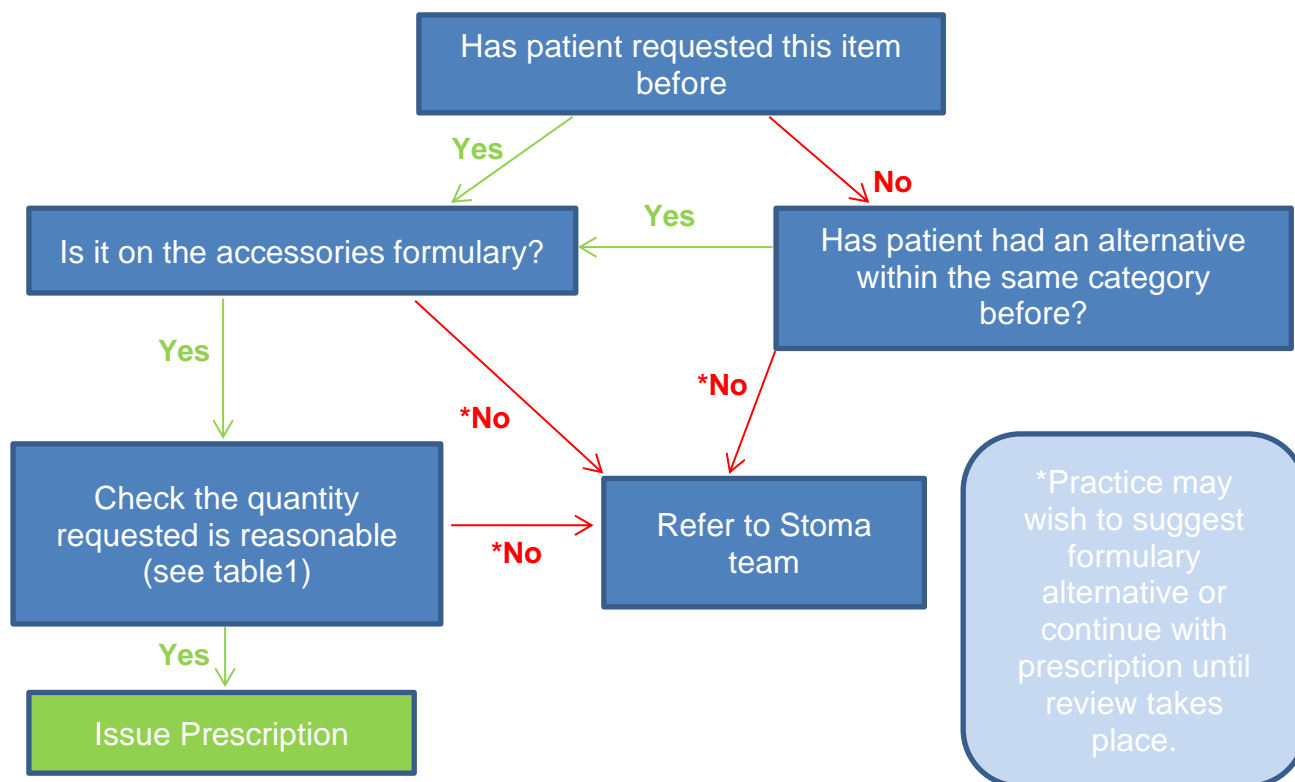 Has patient requested this item
before
Yes
No
Is it on the accessories formulary?
Yes
Has patient had an alternative
within the same category
before?
Yes
*No
*No
Check the quantity
requested is reasonable
(see table1)
*No
Refer to Stoma
team
*Practice may
wish to suggest
formulary
alternative or
continue with
prescription until
review takes
place.
Yes
Issue Prescription